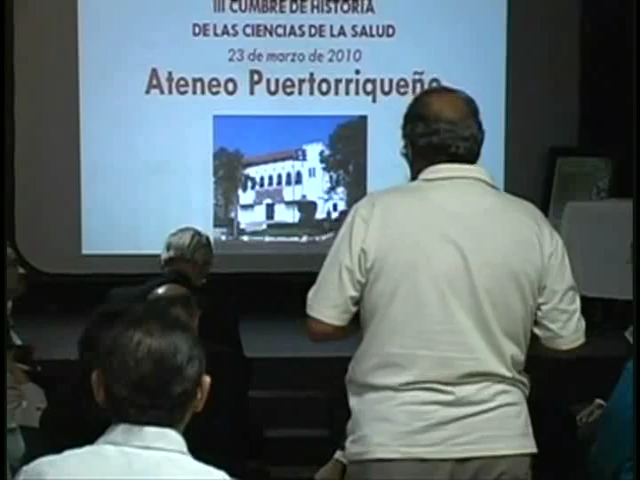 III CUMBRE DE HISTORIA
DE LAS CIENCIAS DE LA SALUD
23 de marzo de 2010
Ateneo Puertorriqueño